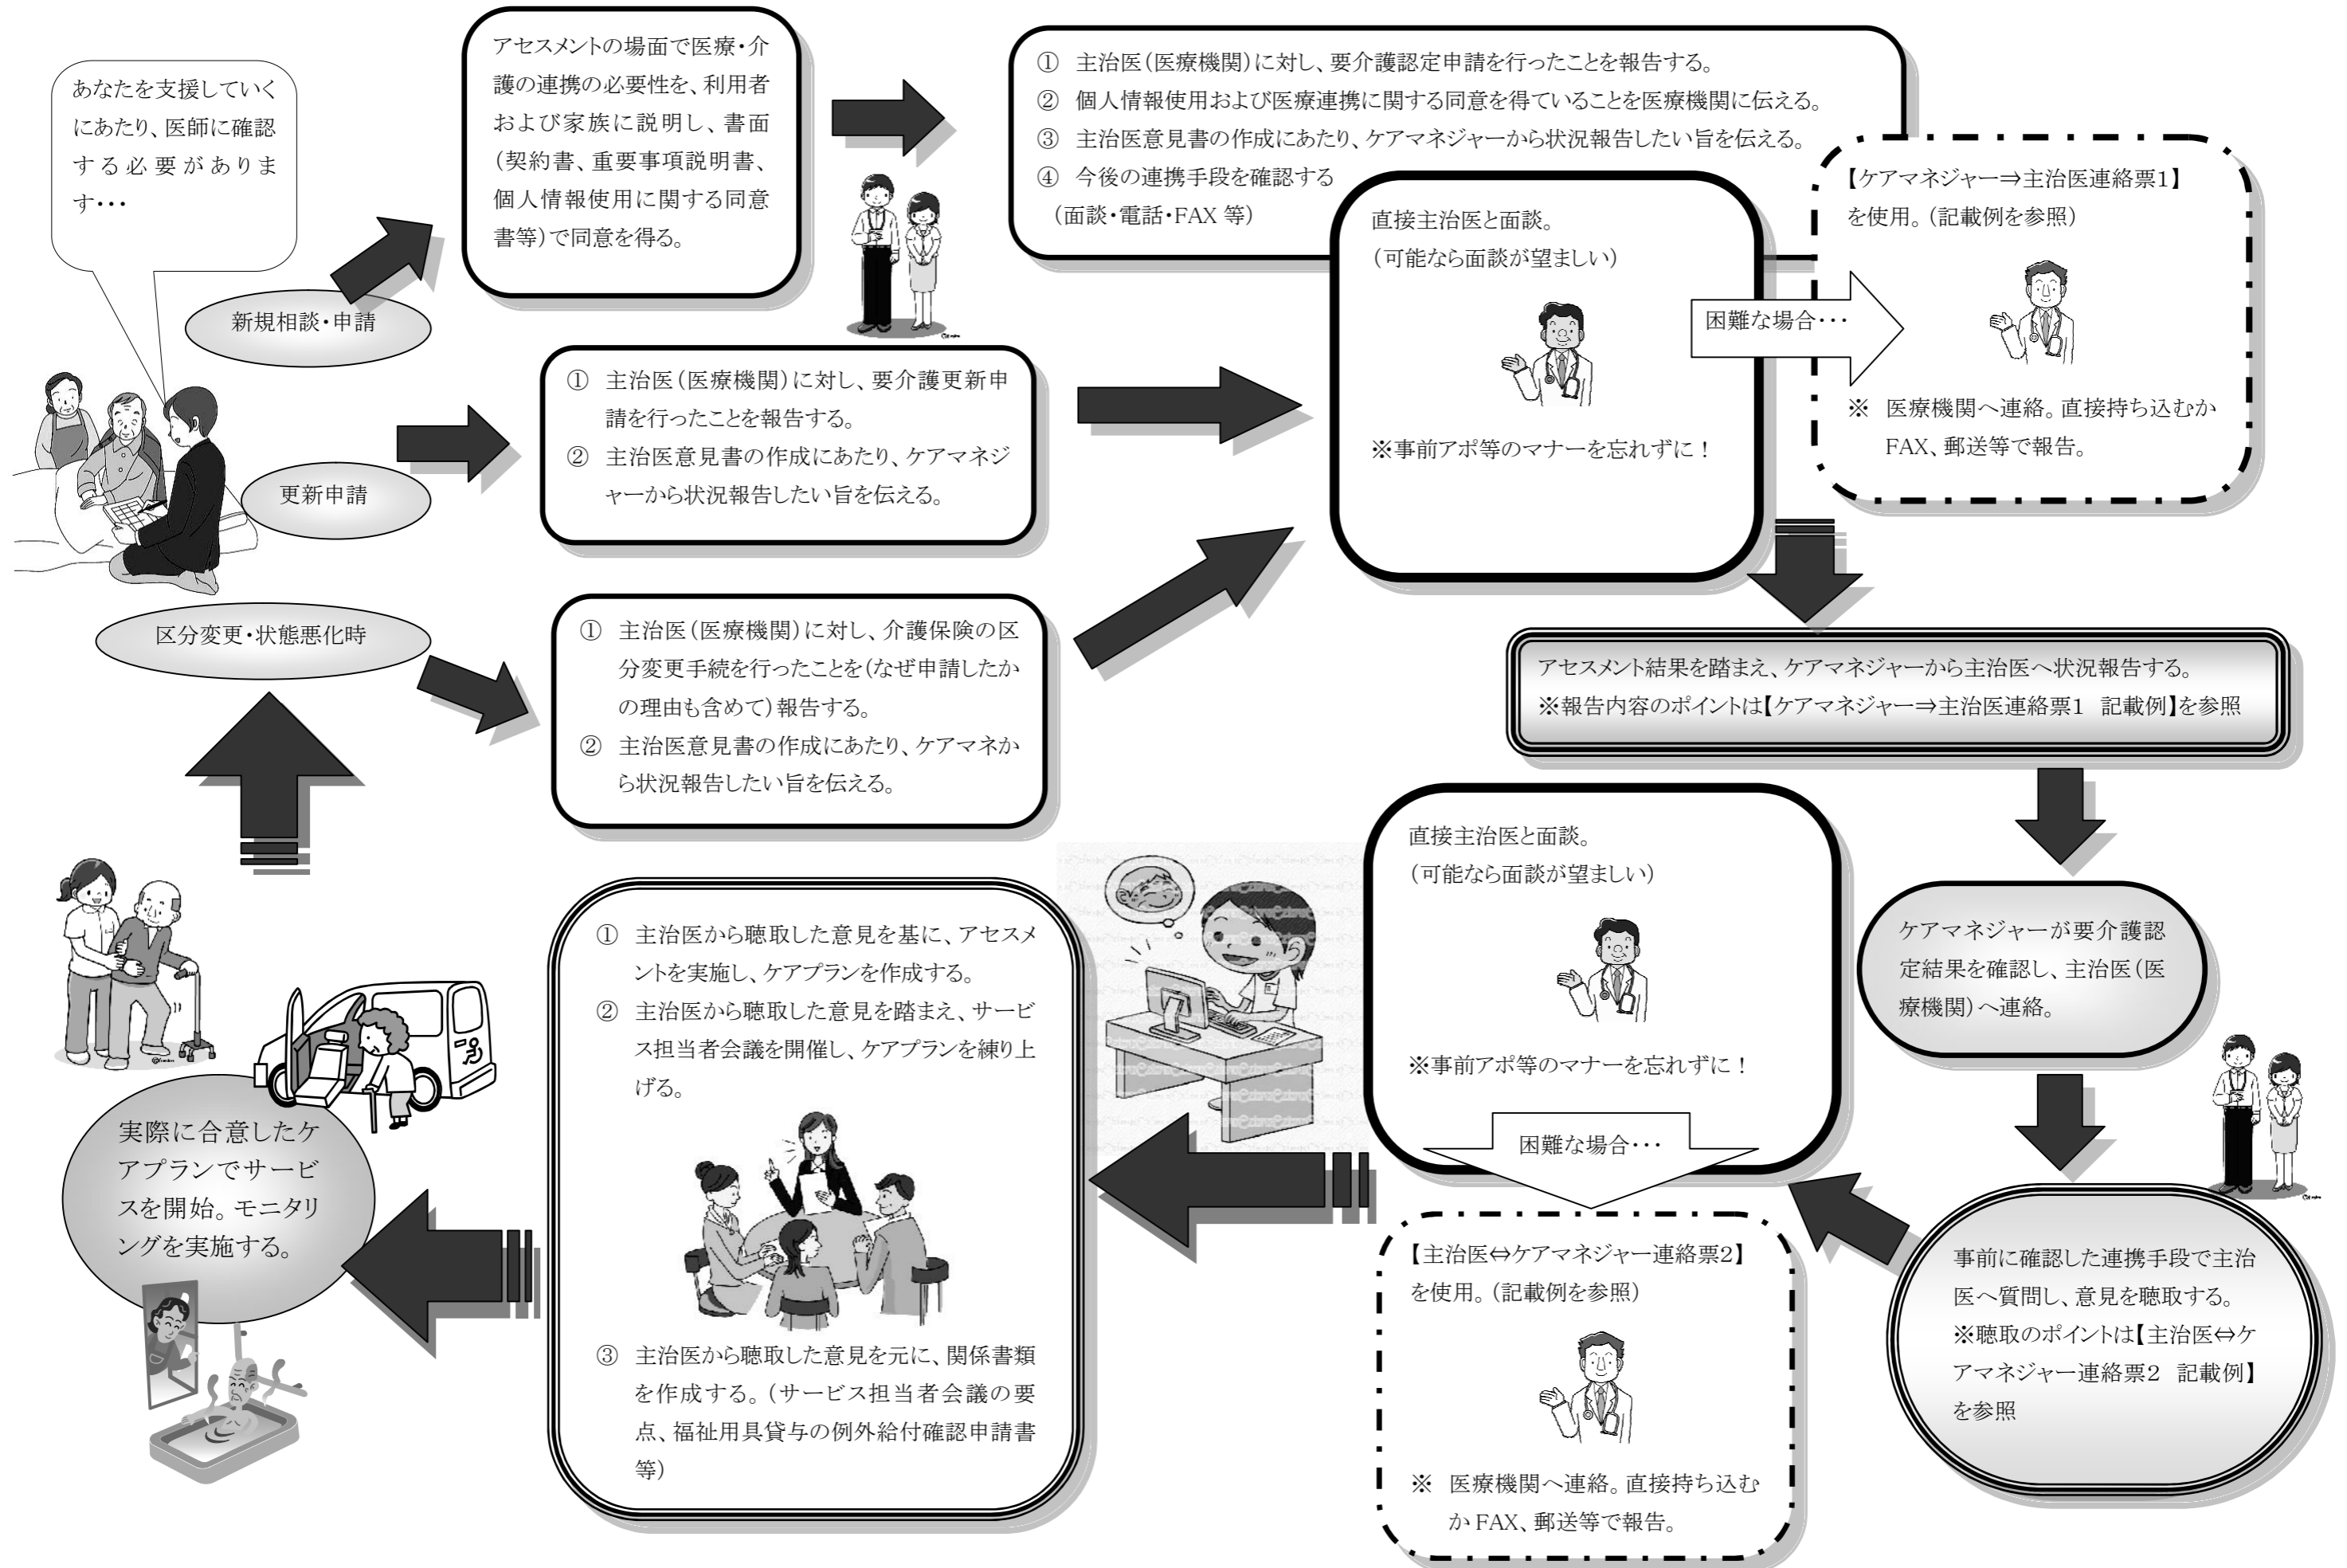 あなたを支援していく
にあたり、医師に確認
する必要がありま
す・・・
アセスメントの場面で医療・介
護の連携の必要性を、利用者
および家族に説明し、書面
（契約書、重要事項説明書、
個人情報使用に関する同意
書等）で同意を得る。
① 主治医（医療機関）に対し、要介護認定申請を行ったことを報告する。
② 個人情報使用および医療連携に関する同意を得ていることを医療機関に伝える。
③ 主治医意見書の作成にあたり、ケアマネジャーから状況報告したい旨を伝える。
④ 今後の連携手段を確認する
（面談・電話・FAX 等）
新規相談・申請
直接主治医と面談。
（可能なら面談が望ましい）
※事前アポ等のマナーを忘れずに！
困難な場合・・・
【ケアマネジャー⇒主治医連絡票1】
を使用。（記載例を参照）
※ 医療機関へ連絡。直接持ち込むか
FAX、郵送等で報告。
更新申請
① 主治医（医療機関）に対し、要介護更新申
請を行ったことを報告する。
② 主治医意見書の作成にあたり、ケアマネジ
ャーから状況報告したい旨を伝える。
区分変更・状態悪化時
① 主治医（医療機関）に対し、介護保険の区
分変更手続を行ったことを（なぜ申請したか
の理由も含めて）報告する。
② 主治医意見書の作成にあたり、ケアマネか
ら状況報告したい旨を伝える。
アセスメント結果を踏まえ、ケアマネジャーから主治医へ状況報告する。
※報告内容のポイントは【ケアマネジャー⇒主治医連絡票1　記載例】を参照
ケアマネジャーが要介護認
定結果を確認し、主治医（医
療機関）へ連絡。
事前に確認した連携手段で主治
医へ質問し、意見を聴取する。
※聴取のポイントは【主治医⇔ケ
アマネジャー連絡票2　記載例】
を参照
直接主治医と面談。
（可能なら面談が望ましい）
※事前アポ等のマナーを忘れずに！
困難な場合・・・
【主治医⇔ケアマネジャー連絡票2】
を使用。（記載例を参照）
※ 医療機関へ連絡。直接持ち込む
か FAX、郵送等で報告。
① 主治医から聴取した意見を基に、アセスメ
ントを実施し、ケアプランを作成する。
② 主治医から聴取した意見を踏まえ、サービ
ス担当者会議を開催し、ケアプランを練り上
げる。
③ 主治医から聴取した意見を元に、関係書類
を作成する。（サービス担当者会議の要
点、福祉用具貸与の例外給付確認申請書
等）
実際に合意したケ
アプランでサービ
スを開始。モニタリ
ングを実施する。